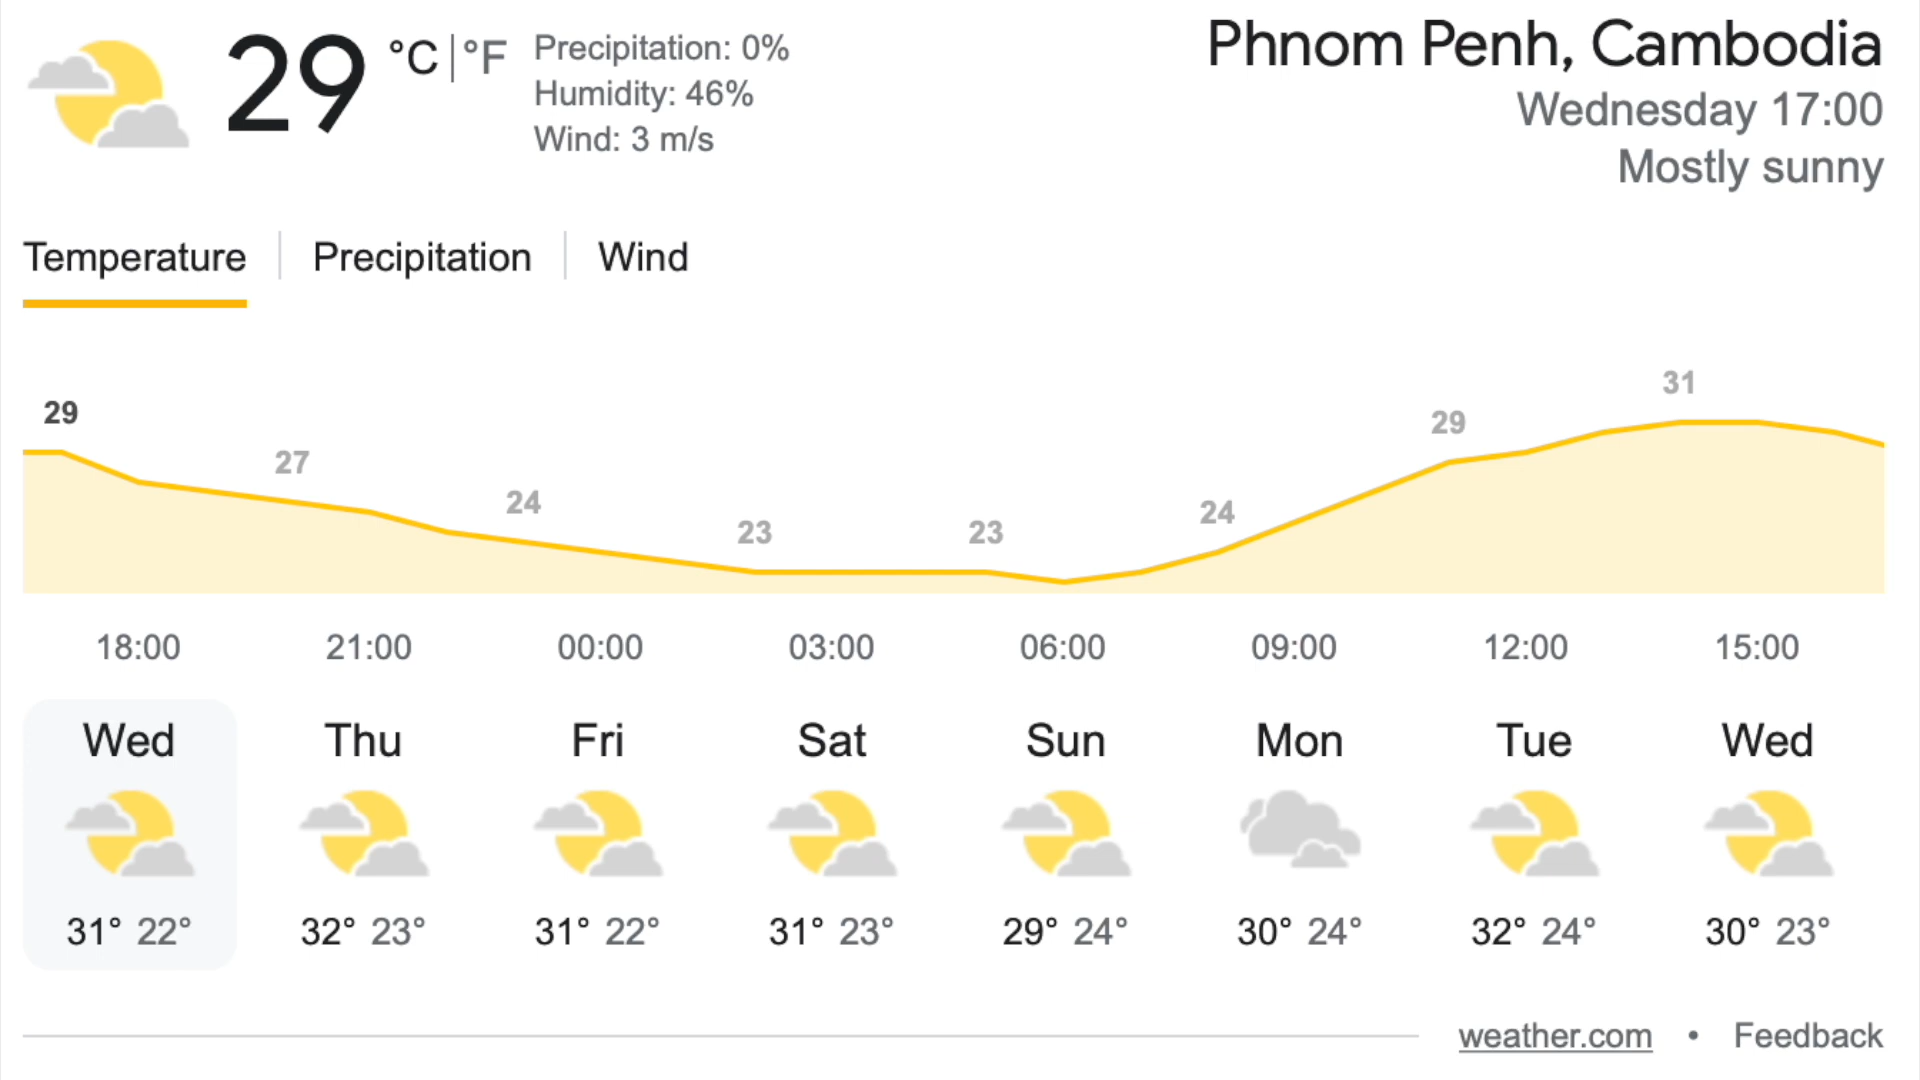 29 °C | °F
Precipitation: 0%
Humidity: 46%
Wind: 3 m/s
Phnom Penh, Cambodia
Wednesday 17:00
Mostly sunny
Temperature | Precipitation | Wind
29 27 24 23 23 24 29 31
18:00 21:00 00:00 03:00 06:00 09:00 12:00 15:00
Wed Thu Fri Sat Sun Mon Tue Wed
31° 22° 32° 23° 31° 22° 31° 23° 29° 24° 30° 24° 32° 24° 30° 23°
weather.com • Feedback